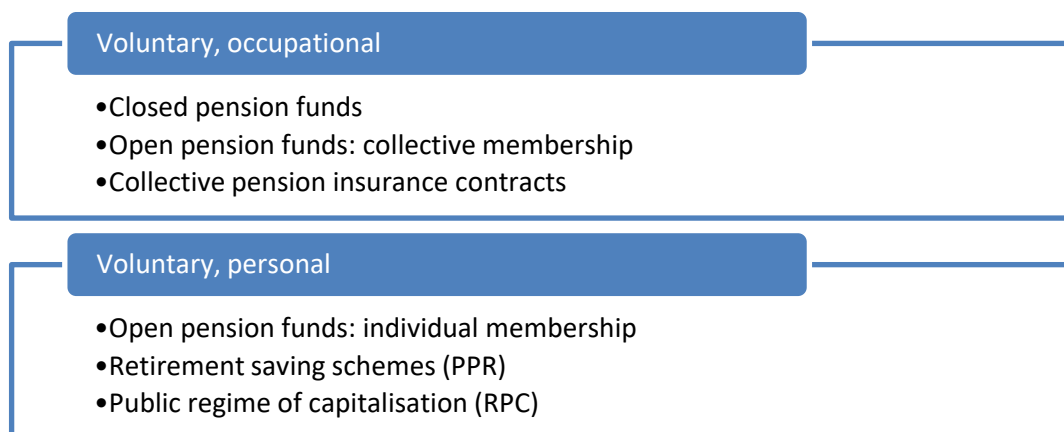 Voluntary, occupational
•Closed pension funds
•Open pension funds: collective membership
•Collective pension insurance contracts
Voluntary, personal
•Open pension funds: individual membership
•Retirement saving schemes (PPR)
•Public regime of capitalisation (RPC)